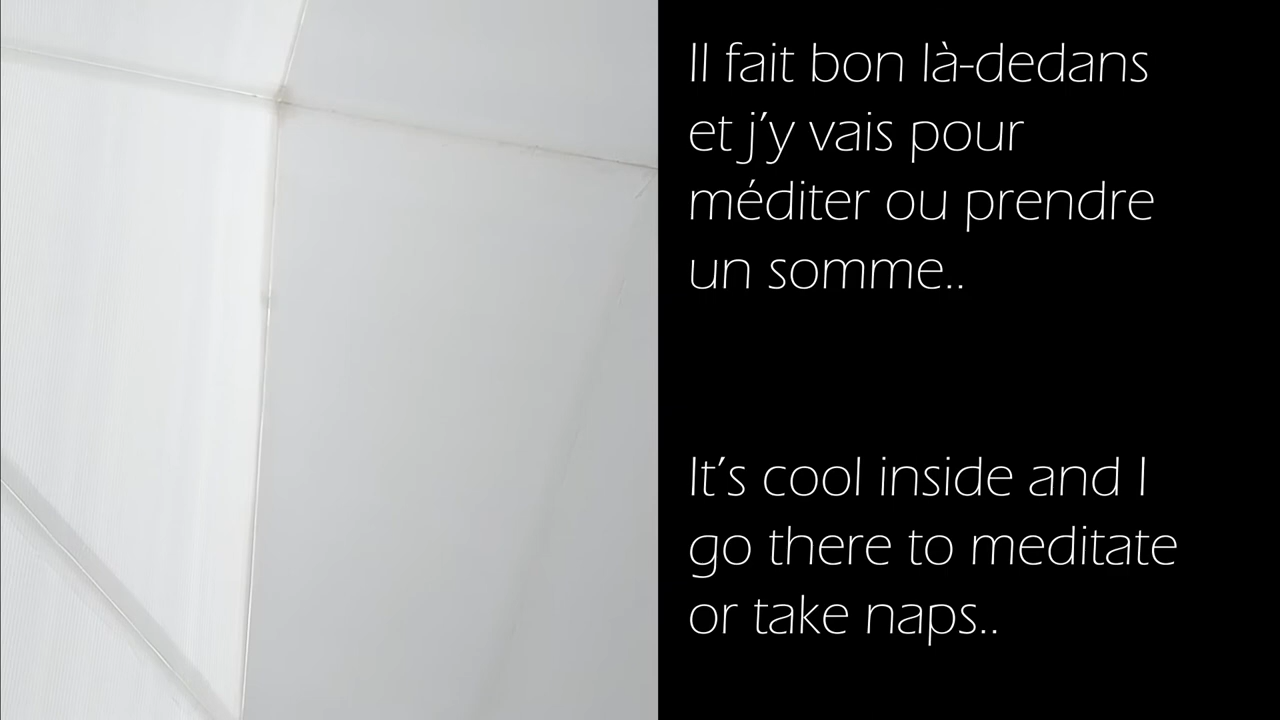 Il fait bon là-dedans
et j'y vais pour
méditer ou prendre
un somme..
It's cool inside and I
go there to meditate
or take naps..